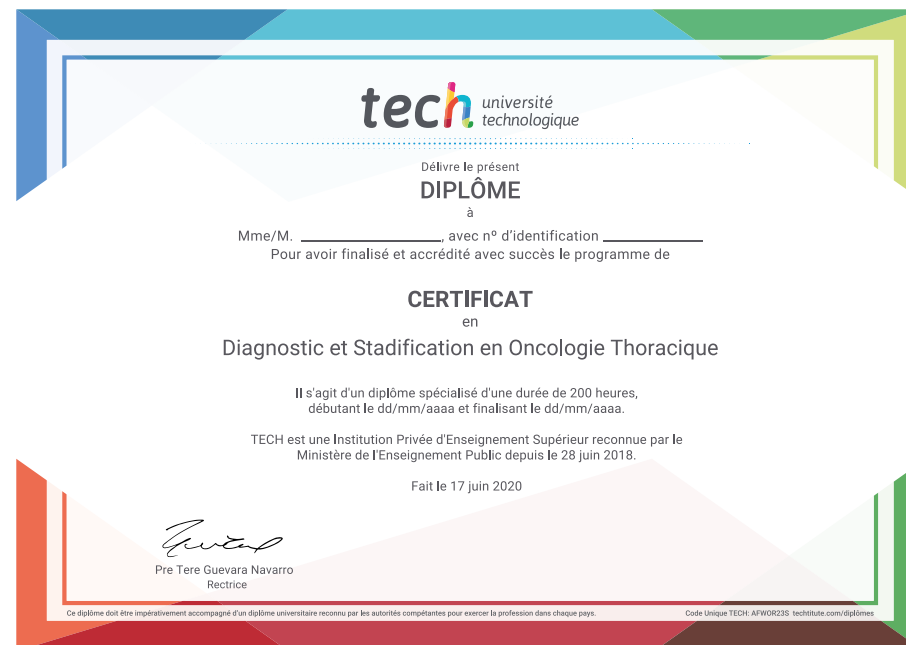 tech université
technologique
Délivre le présent
DIPLÔME
à
Mme/M. ____________________, avec nº d'identification ______________
Pour avoir finalisé et accrédité avec succès le programme de
CERTIFICAT
en
Diagnostic et Stadification en Oncologie Thoracique
Il s'agit d'un diplôme spécialisé d'une durée de 200 heures,
débutant le dd/mm/aaaa et finalisant le dd/mm/aaaa.
TECH est une Institution Privée d'Enseignement Supérieur reconnue par le
Ministère de l'Enseignement Public depuis le 28 juin 2018.
Fait le 17 juin 2020
Pre Tere Guevara Navarro
Rectrice
Ce diplôme doit être impérativement accompagné d'un diplôme universitaire reconnu par les autorités compétantes pour exercer la profession dans chaque pays. Code Unique TECH: AFWOR23S techtitute.com/diplômes